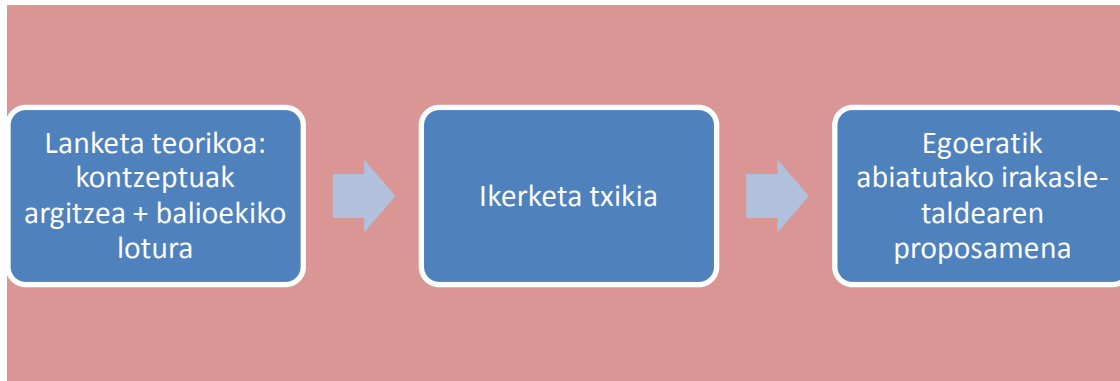 Lanketa teorikoa:
kontzeptuak
argitzea + balioekiko
lotura
Ikerketa txikia
Egoeratik
abiatutako irakasle-
taldearen
proposamena